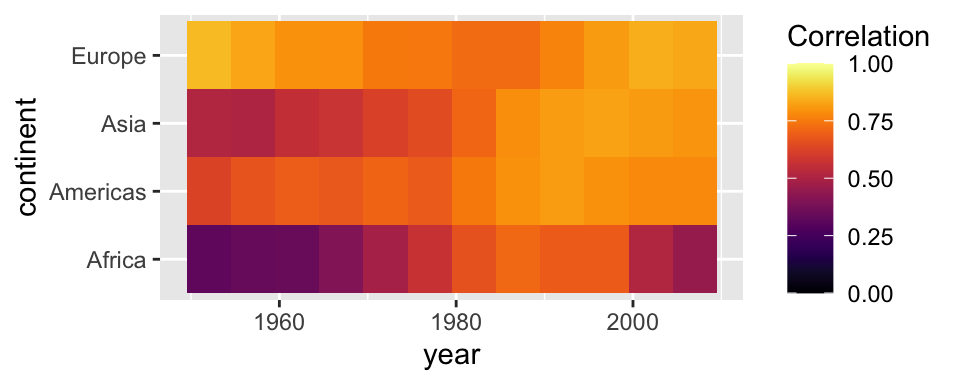 Correlation
1.00
0.75
0.50
0.25
0.00
continent
Europe
Asia
Americas
Africa
1960 1980 2000
year